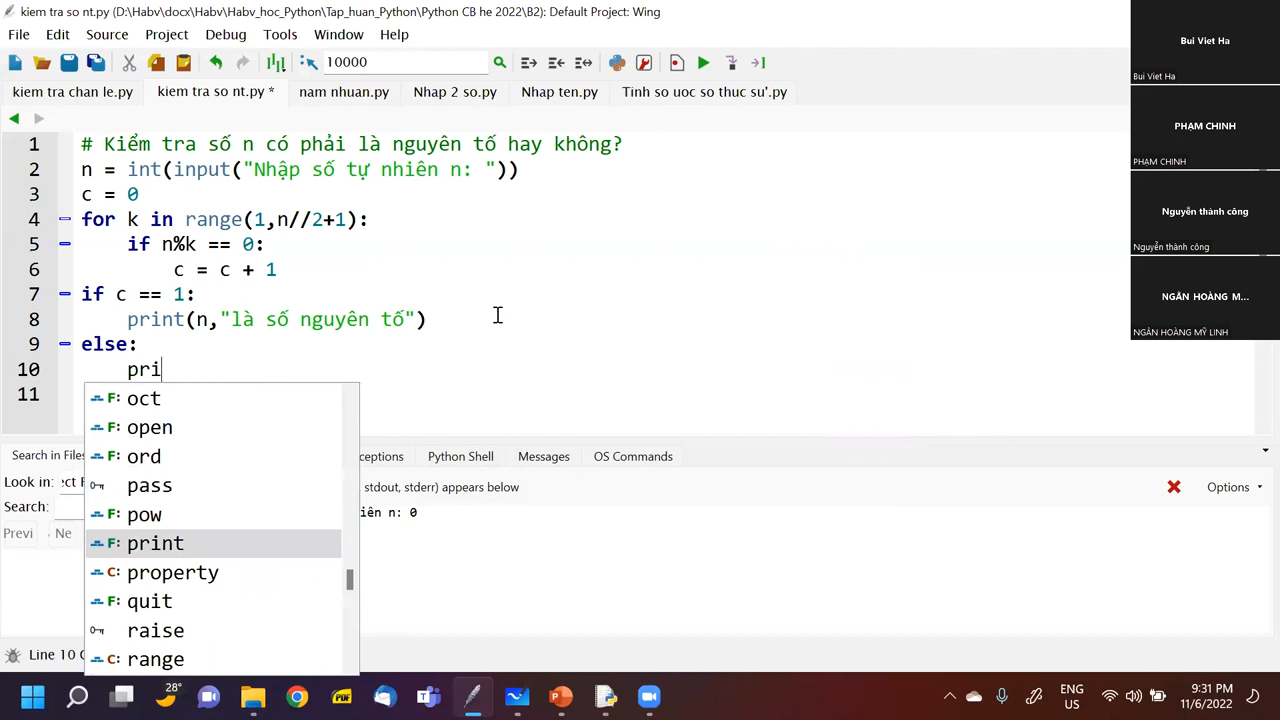 kiem tra so nt.py (D:\Habv\docx\Habv\Habv_hoc_Python\Tap_huan_Python\Python CB he 2022\B2): Default Project: Wing
File Edit Source Project Debug Tools Window Help
10000
kiem tra chan le.py kiem tra so nt.py * nam nhuan.py Nhap 2 so.py Nhap ten.py Tinh so uoc so thuc su'.py
1 # Kiểm tra số n có phải là nguyên tố hay không?
2 n = int(input("Nhập số tự nhiên n: "))
3 c = 0
4 for k in range(1,n//2+1):
5 if n%k == 0:
6 c = c + 1
7 if c == 1:
8 print(n,"là số nguyên tố")
9 else:
10 pri
11
F: oct
F: open
F: ord
pass
F: pow
F: print
C: property
F: quit
raise
C: range
Search in Files ceptions Python Shell Messages OS Commands
Look in: ect F stdout, stderr) appears below Options
Search: iên n: 0
Previ Ne
Line 10 C
Bui Viet Ha
Bui Viet Ha
PHẠM CHINH
PHẠM CHINH
Nguyễn thành công
Nguyễn thành công
NGÂN HOÀNG M...
NGÂN HOÀNG MỸ LINH
28°
PDF
ENG
US
9:31 PM
11/6/2022